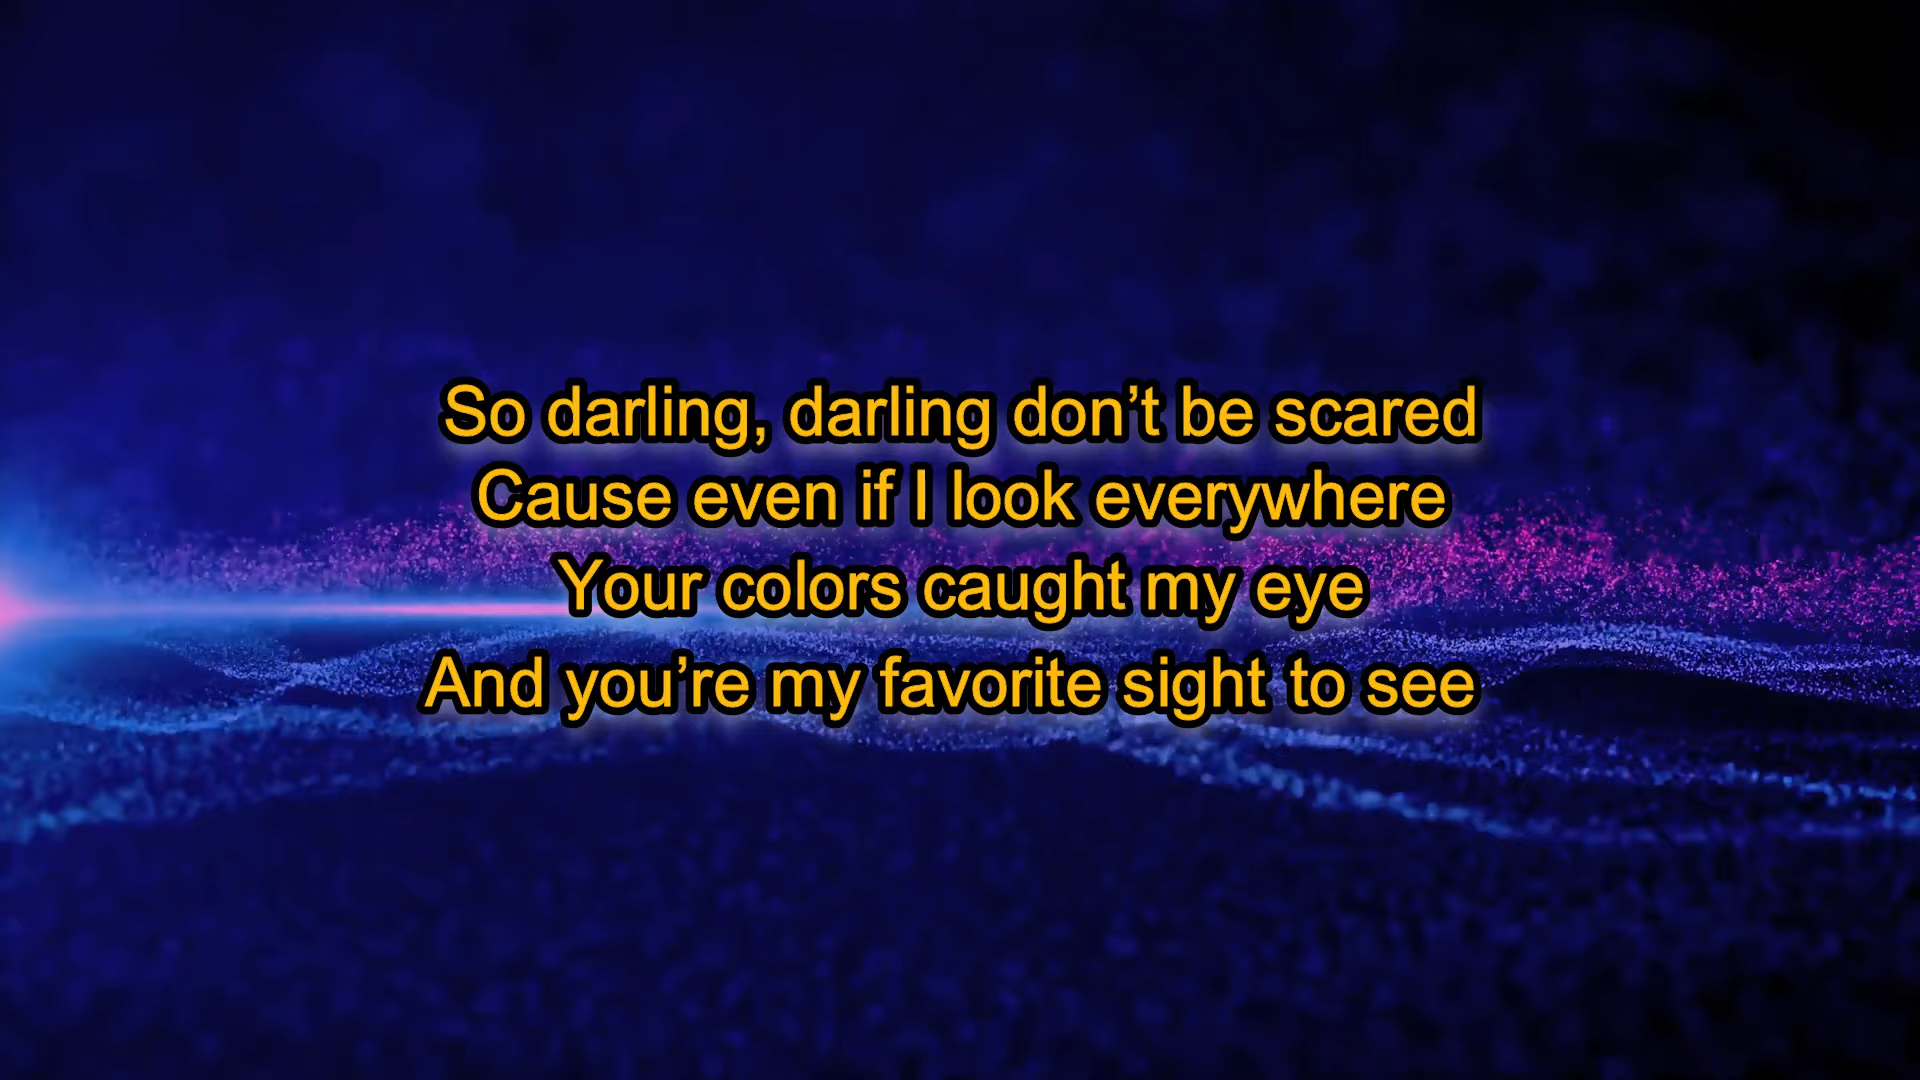 So darling, darling don’t be scared
Cause even if I look everywhere
Your colors caught my eye
And you’re my favorite sight to see